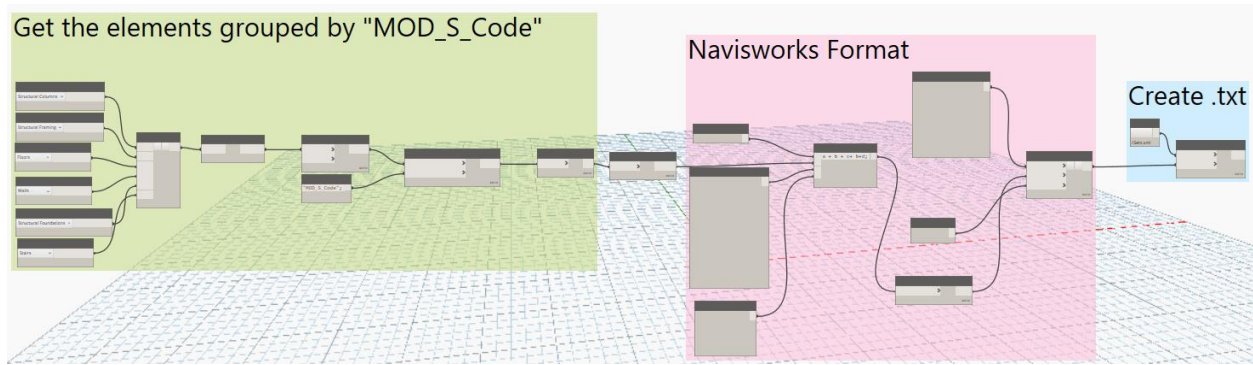 Get the elements grouped by "MOD_S_Code"
Navisworks Format
Create .txt
Structural Columns
Structural Framing
Floors
Walls
Structural Foundations
Stairs
"MOD_S_Code";